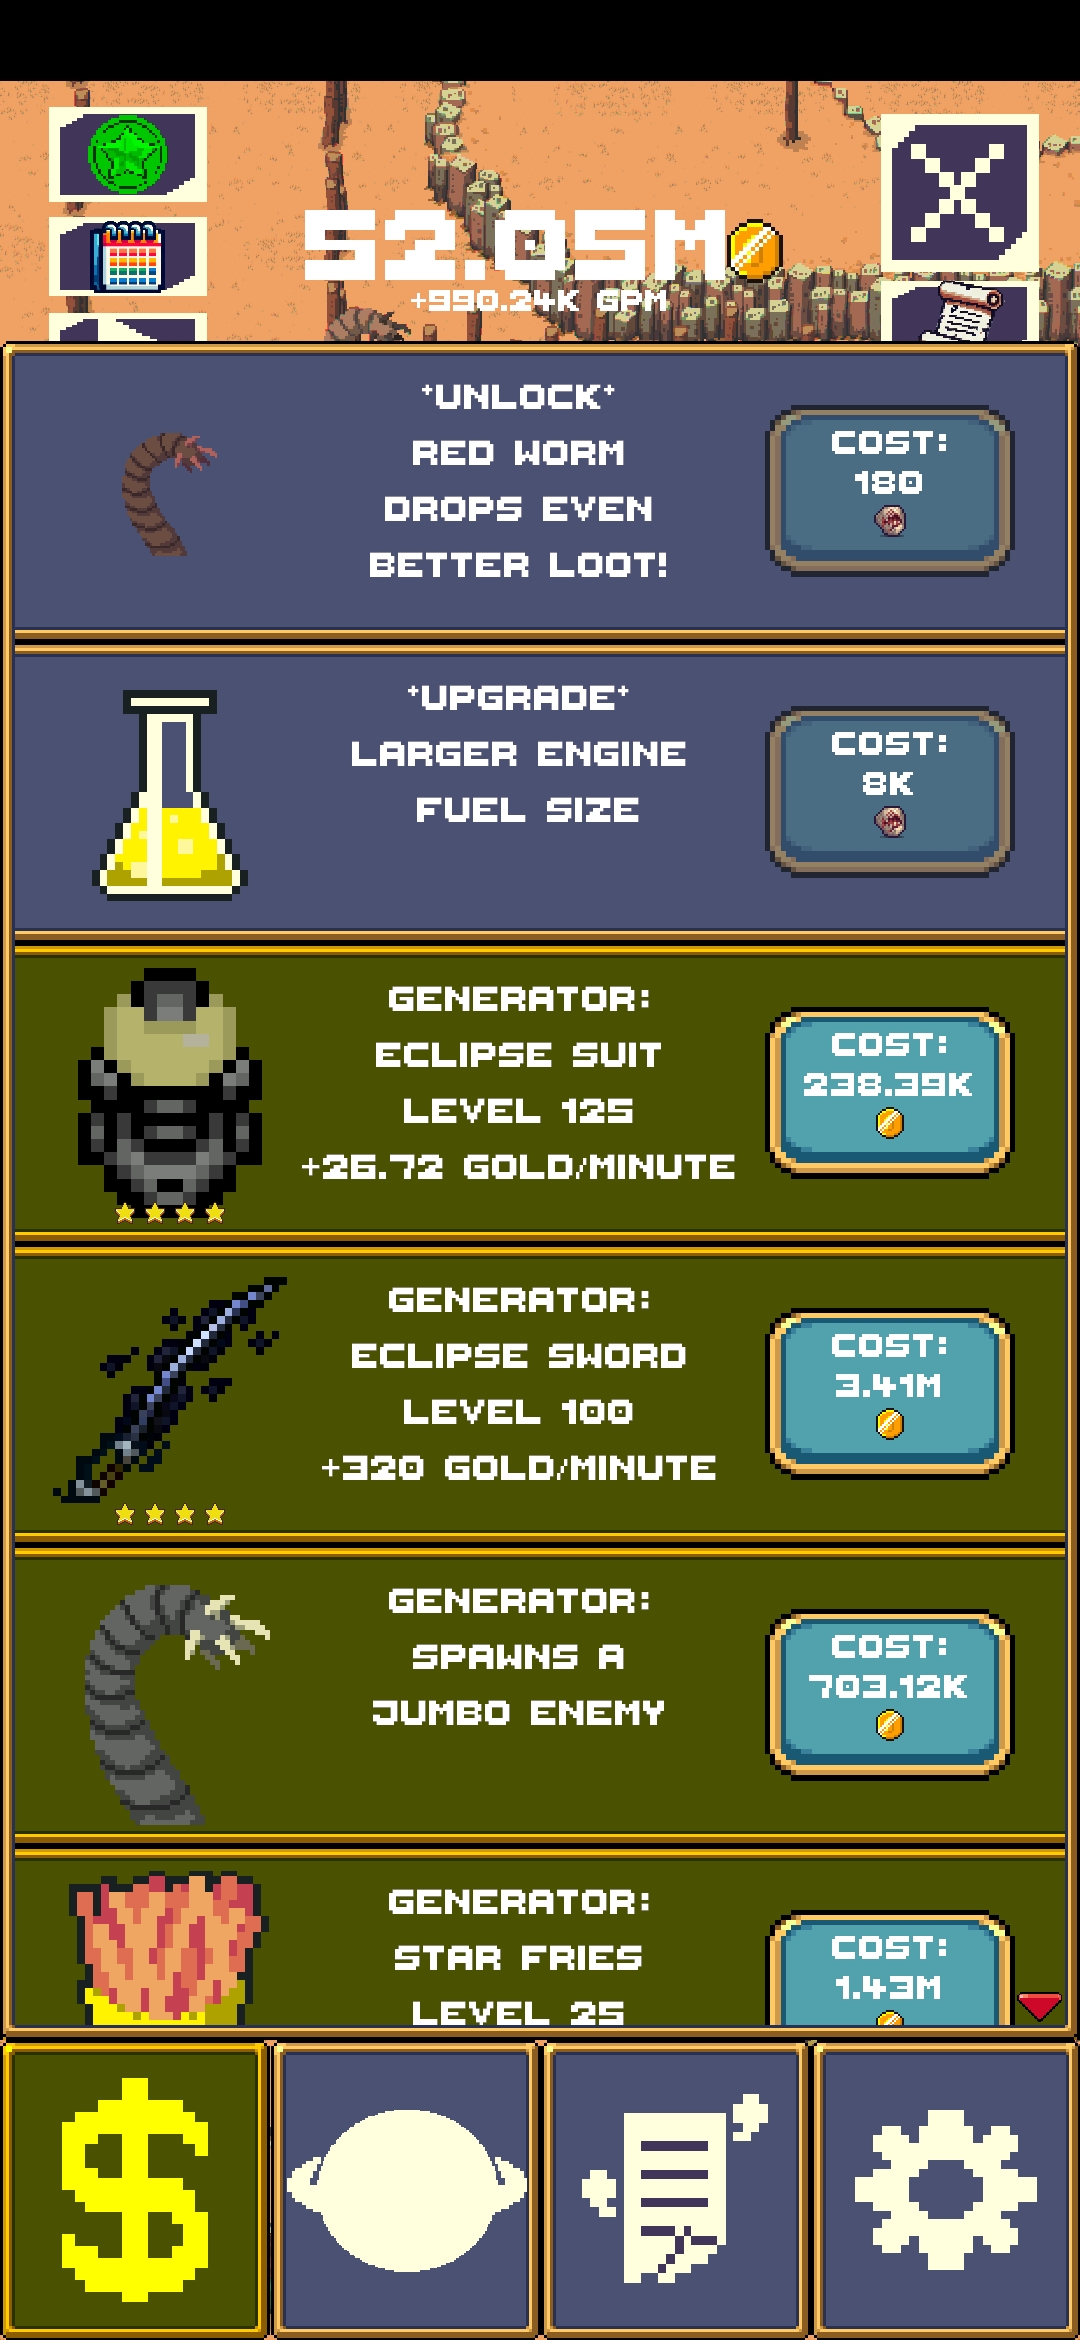 52.05M
+990.24K GPM
*UNLOCK*
RED WORM
DROPS EVEN
BETTER LOOT!
COST:
180
*UPGRADE*
LARGER ENGINE
FUEL SIZE
COST:
8K
GENERATOR:
ECLIPSE SUIT
LEVEL 125
+26.72 GOLD/MINUTE
COST:
238.39K
GENERATOR:
ECLIPSE SWORD
LEVEL 100
+320 GOLD/MINUTE
COST:
3.41M
GENERATOR:
SPAWNS A
JUMBO ENEMY
COST:
703.12K
GENERATOR:
STAR FRIES
LEVEL 25
COST:
1.43M